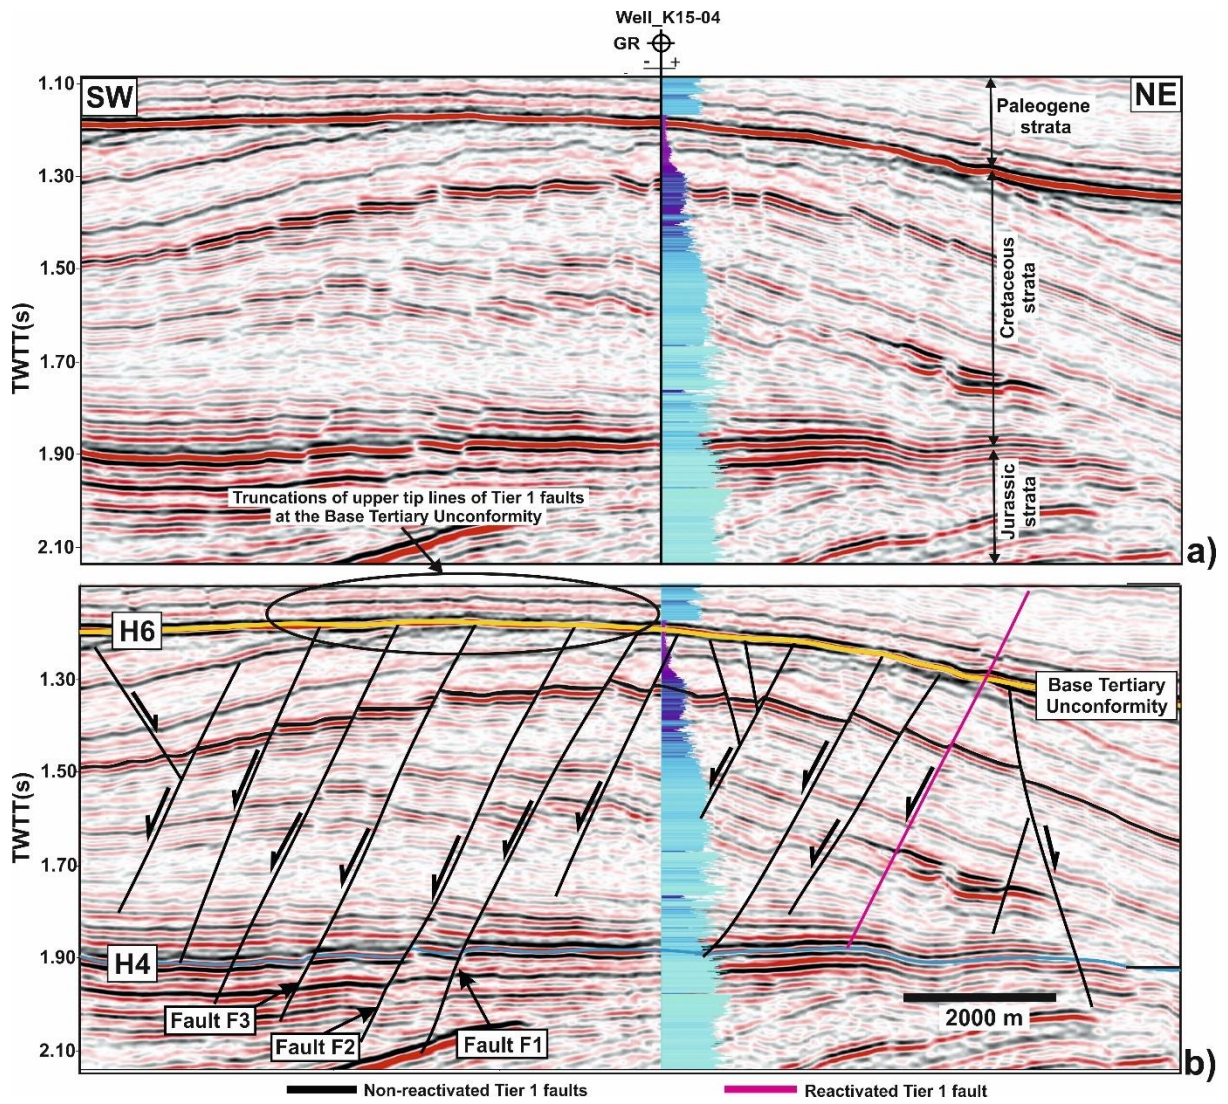 Well_K15-04
GR
- +
SW
NE
1.10
1.30
1.50
1.70
1.90
2.10
TWTT(s)
Paleogene
strata
Cretaceous
strata
Jurassic
strata
Truncations of upper tip lines of Tier 1 faults
at the Base Tertiary Unconformity
a)
H6
H4
1.30
1.50
1.70
1.90
2.10
TWTT(s)
Base Tertiary
Unconformity
Fault F3
Fault F2
Fault F1
2000 m
b)
Non-reactivated Tier 1 faults
Reactivated Tier 1 fault